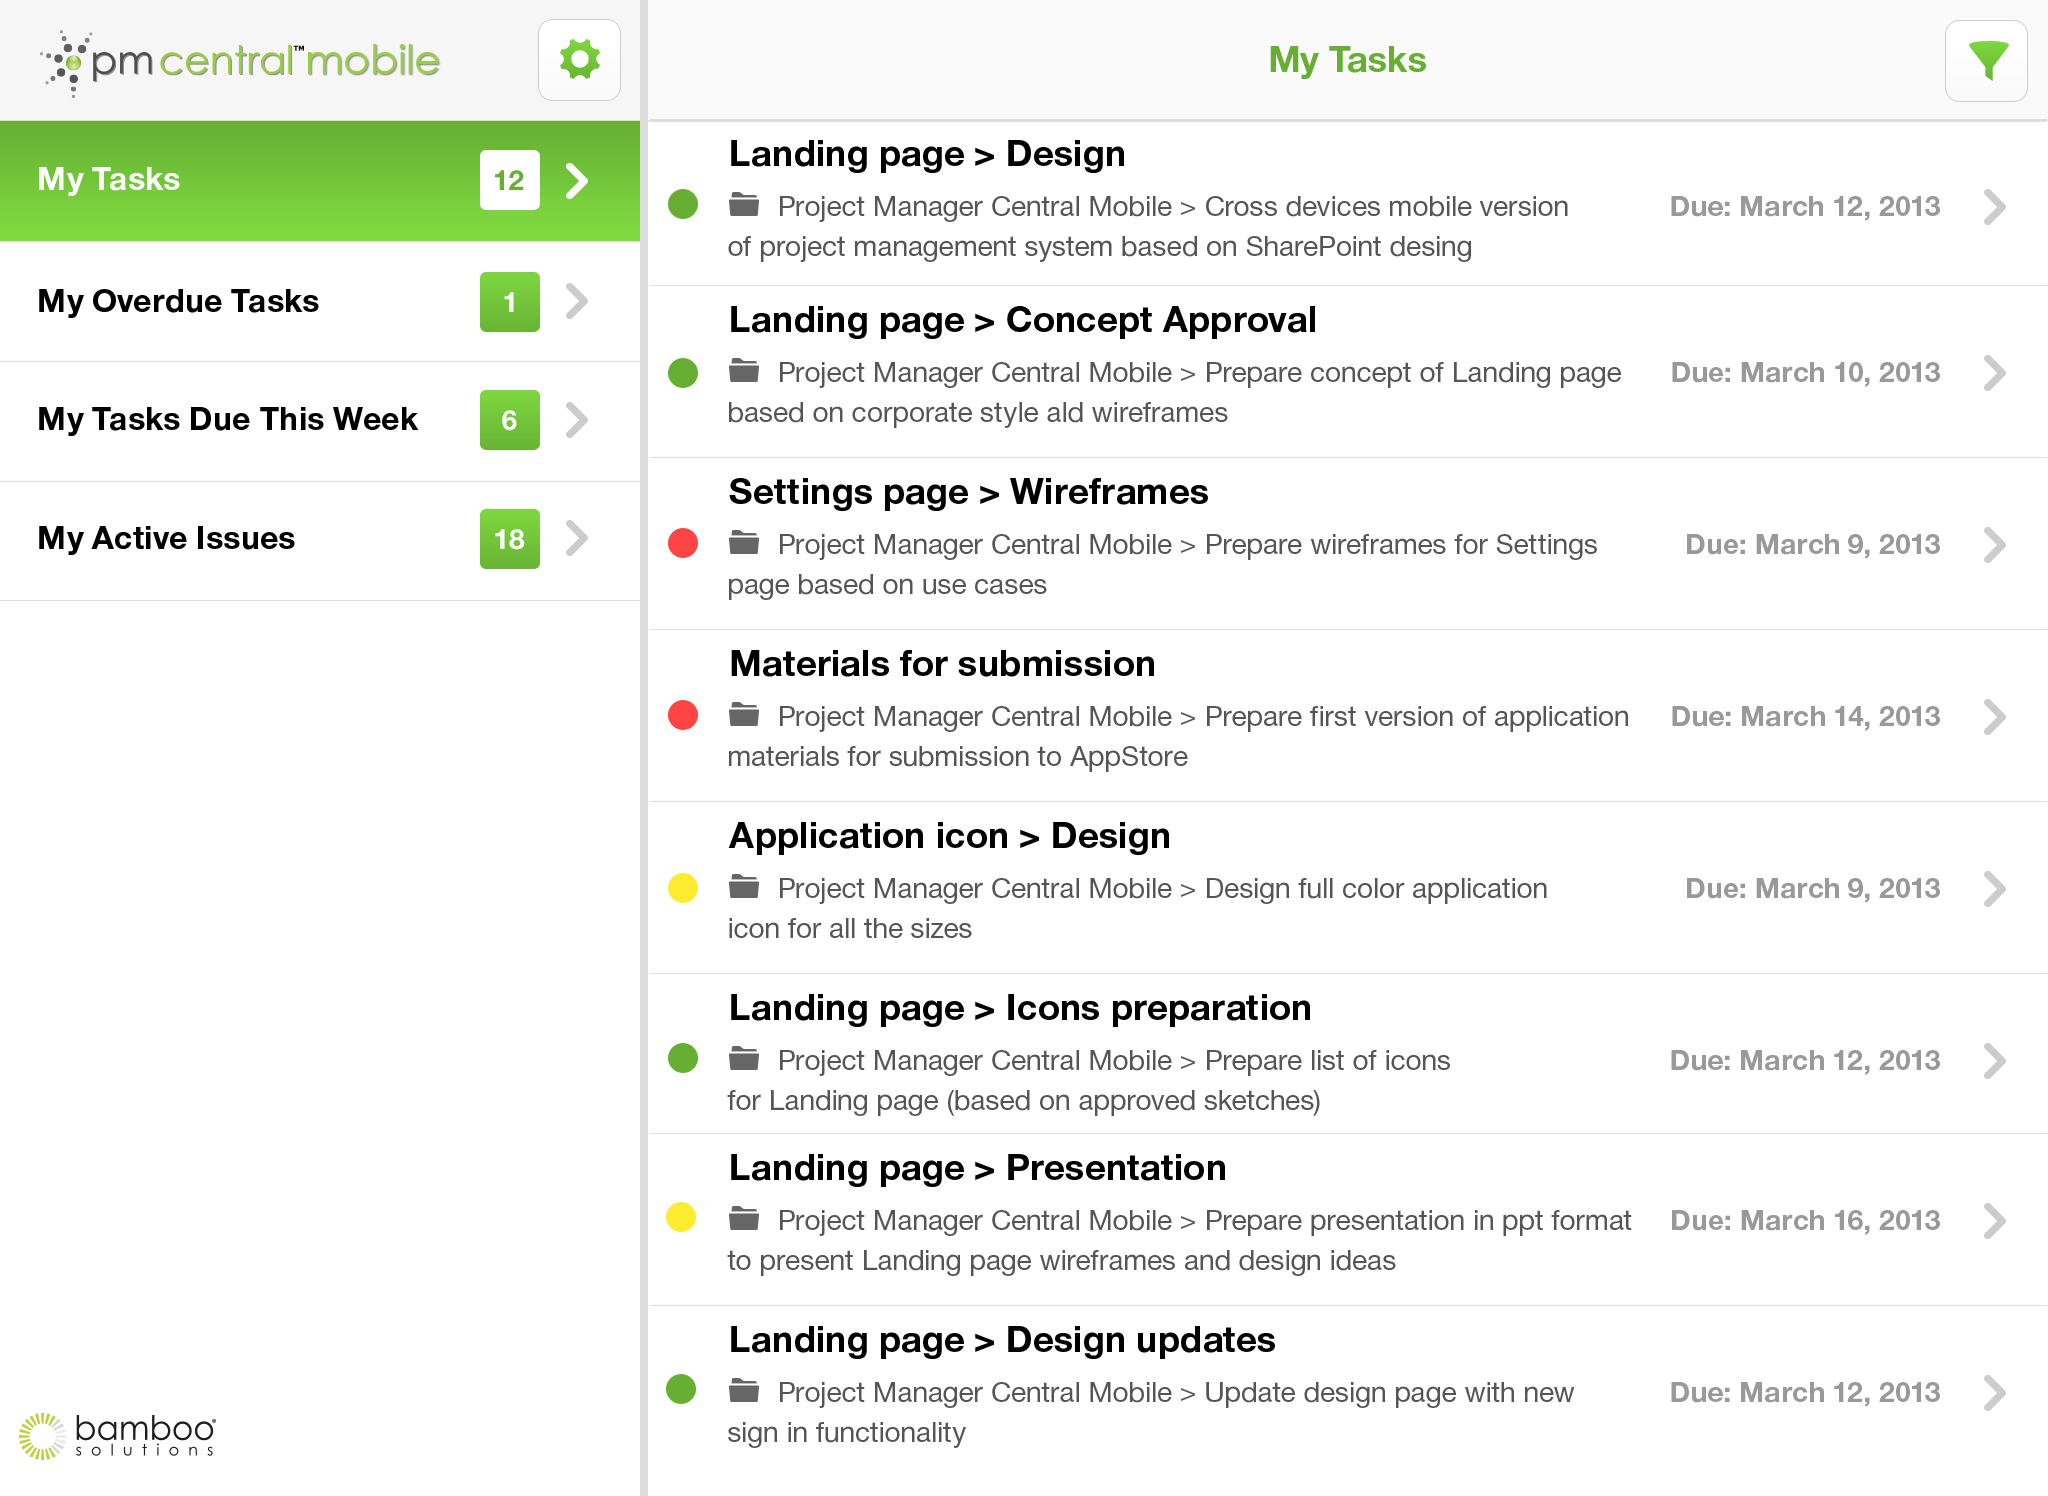 pm central™ mobile
My Tasks
My Tasks 12
My Overdue Tasks 1
My Tasks Due This Week 6
My Active Issues 18
Landing page > Design
Project Manager Central Mobile > Cross devices mobile version
Due: March 12, 2013
of project management system based on SharePoint desing
Landing page > Concept Approval
Project Manager Central Mobile > Prepare concept of Landing page
Due: March 10, 2013
based on corporate style ald wireframes
Settings page > Wireframes
Project Manager Central Mobile > Prepare wireframes for Settings
Due: March 9, 2013
page based on use cases
Materials for submission
Project Manager Central Mobile > Prepare first version of application
Due: March 14, 2013
materials for submission to AppStore
Application icon > Design
Project Manager Central Mobile > Design full color application
Due: March 9, 2013
icon for all the sizes
Landing page > Icons preparation
Project Manager Central Mobile > Prepare list of icons
Due: March 12, 2013
for Landing page (based on approved sketches)
Landing page > Presentation
Project Manager Central Mobile > Prepare presentation in ppt format
Due: March 16, 2013
to present Landing page wireframes and design ideas
Landing page > Design updates
Project Manager Central Mobile > Update design page with new
Due: March 12, 2013
sign in functionality
bamboo
solutions